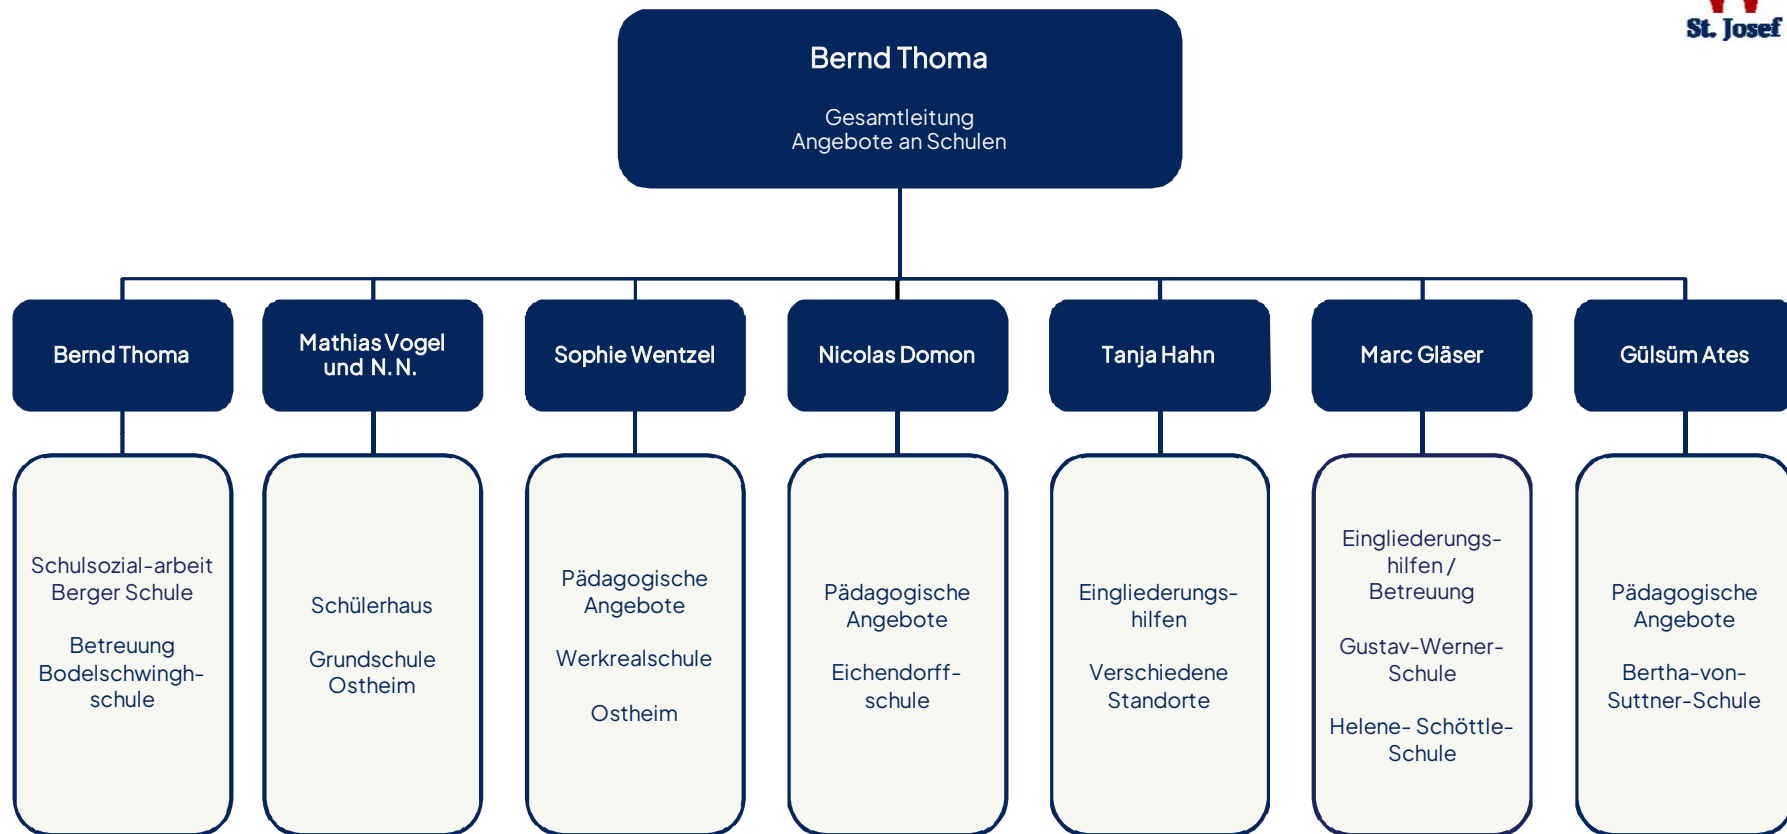 St. Josef
Bernd Thoma
Gesamtleitung
Angebote an Schulen
Bernd Thoma
Mathias Vogel
und N.N.
Sophie Wentzel
Nicolas Domon
Tanja Hahn
Marc Gläser
Gülsüm Ates
Schulsozial-arbeit
Berger Schule
Betreuung
Bodelschwingh-
schule
Schülerhaus
Grundschule
Ostheim
Pädagogische
Angebote
Werkrealschule
Ostheim
Pädagogische
Angebote
Eichendorff-
schule
Eingliederungs-
hilfen
Verschiedene
Standorte
Eingliederungs-
hilfen /
Betreuung
Gustav-Werner-
Schule
Helene- Schöttle-
Schule
Pädagogische
Angebote
Bertha-von-
Suttner-Schule